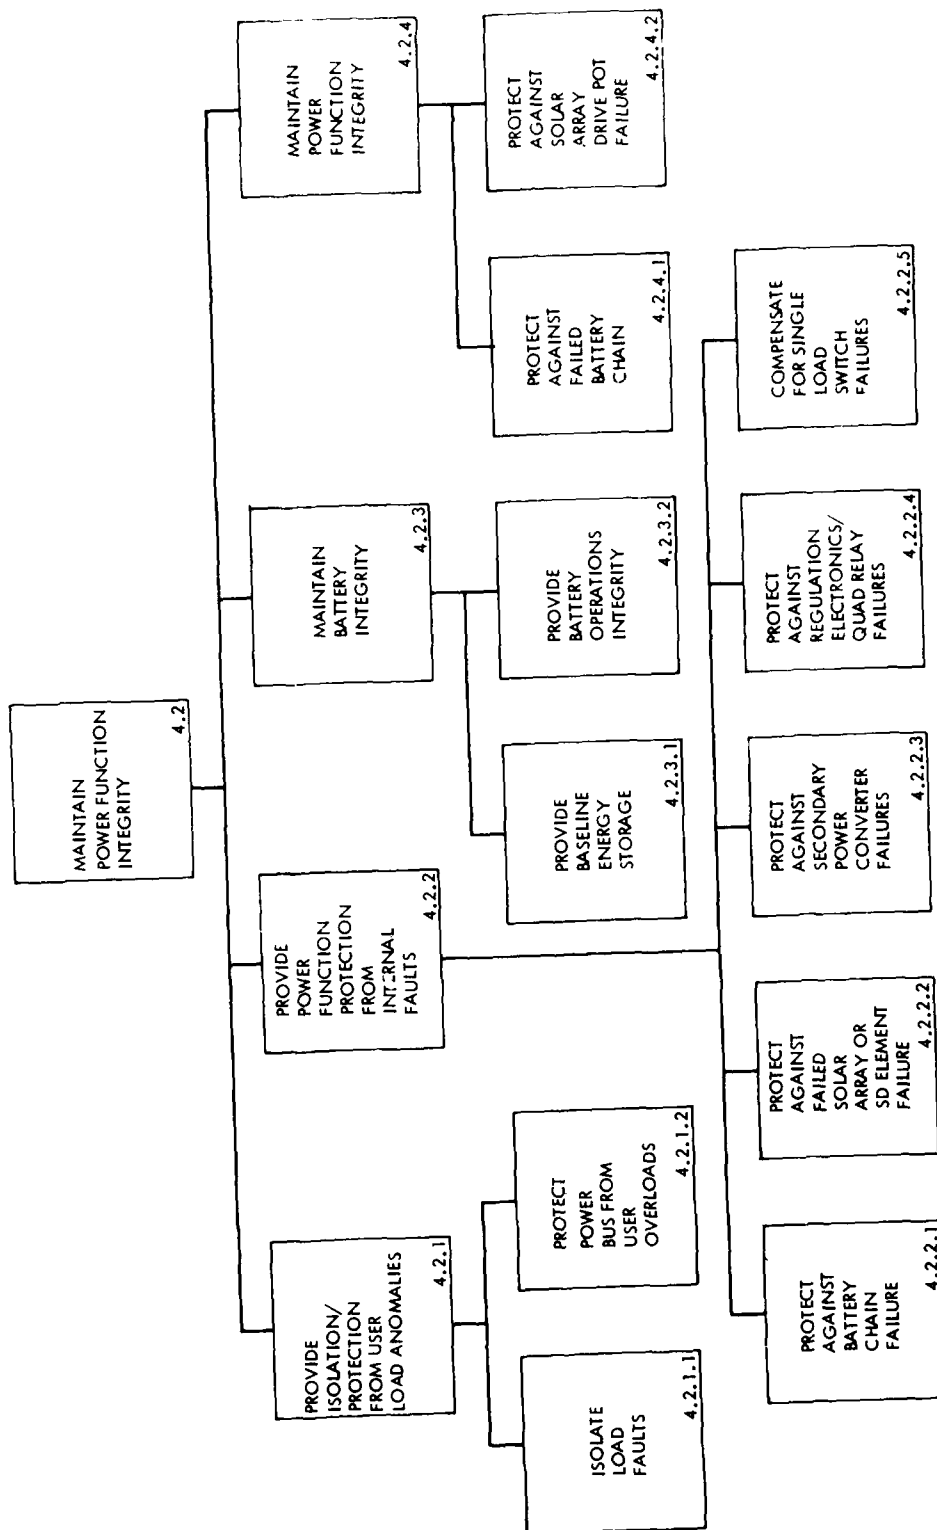 MAINTAIN
POWER FUNCTION
INTEGRITY
4.2
PROVIDE
ISOLATION/
PROTECTION
FROM USER
LOAD ANOMALIES
4.2.1
PROVIDE
POWER
FUNCTION
PROTECTION
FROM
INTERNAL
FAULTS
4.2.2
MAINTAIN
BATTERY
INTEGRITY
4.2.3
MAINTAIN
POWER
FUNCTION
INTEGRITY
4.2.4
ISOLATE
LOAD
FAULTS
4.2.1.1
PROTECT
POWER
BUS FROM
USER
OVERLOADS
4.2.1.2
PROVIDE
BASELINE
ENERGY
STORAGE
4.2.3.1
PROVIDE
BATTERY
OPERATIONS
INTEGRITY
4.2.3.2
PROTECT
AGAINST
FAILED
BATTERY
CHAIN
4.2.4.1
PROTECT
AGAINST
SOLAR
ARRAY
DRIVE POT
FAILURE
4.2.4.2
PROTECT
AGAINST
BATTERY
CHAIN
FAILURE
4.2.2.1
PROTECT
AGAINST
FAILED
SOLAR
ARRAY OR
SD ELEMENT
FAILURE
4.2.2.2
PROTECT
AGAINST
SECONDARY
POWER
CONVERTER
FAILURES
4.2.2.3
PROTECT
AGAINST
REGULATION
ELECTRONICS/
QUAD RELAY
FAILURES
4.2.2.4
COMPENSATE
FOR SINGLE
LOAD
SWITCH
FAILURES
4.2.2.5